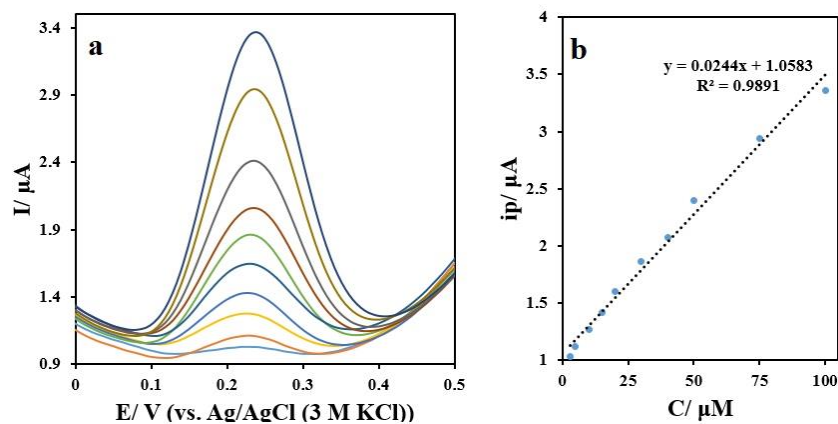 a
3.4
2.9
2.4
1.9
1.4
0.9
I/ µA
0 0.1 0.2 0.3 0.4 0.5
E/ V (vs. Ag/AgCl (3 M KCl))
b
y = 0.0244x + 1.0583
R² = 0.9891
4
3.5
3
2.5
2
1.5
1
ip/ µA
0 25 50 75 100
C/ µM